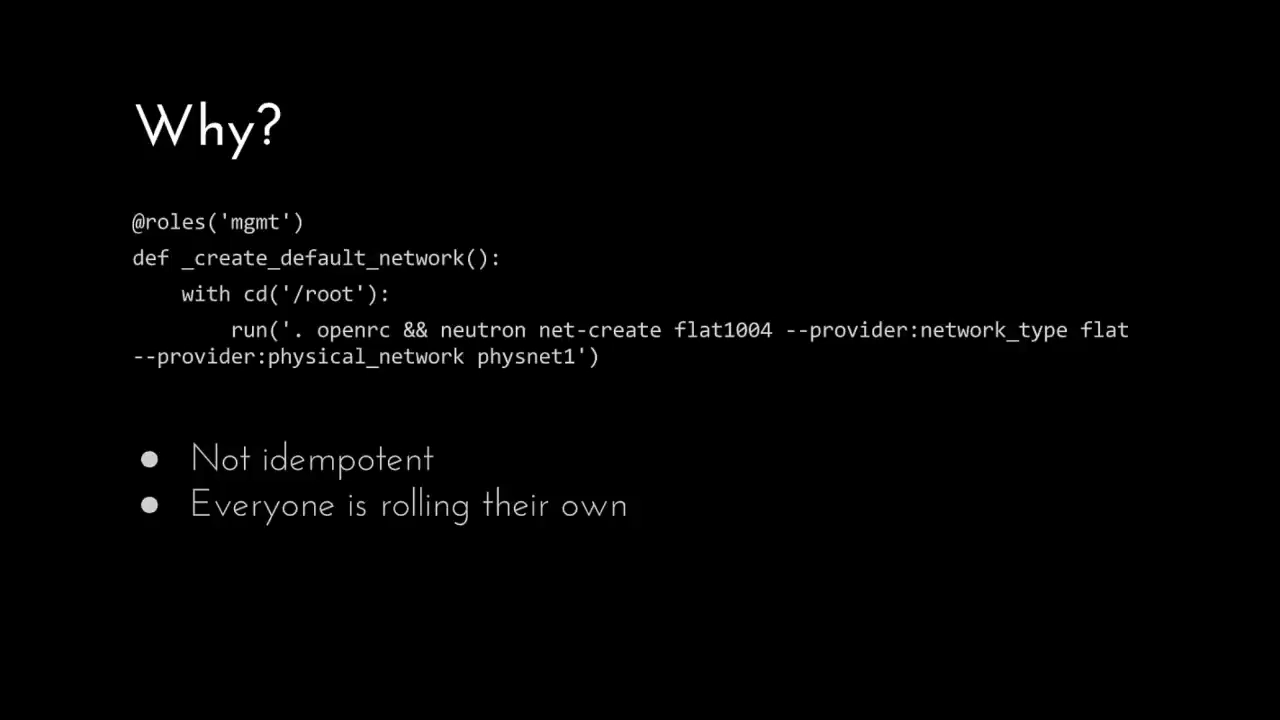 Why?
@roles('mgmt')
def _create_default_network():
    with cd('/root'):
        run('. openrc && neutron net-create flat1004 --provider:network_type flat
--provider:physical_network physnet1')
● Not idempotent
● Everyone is rolling their own